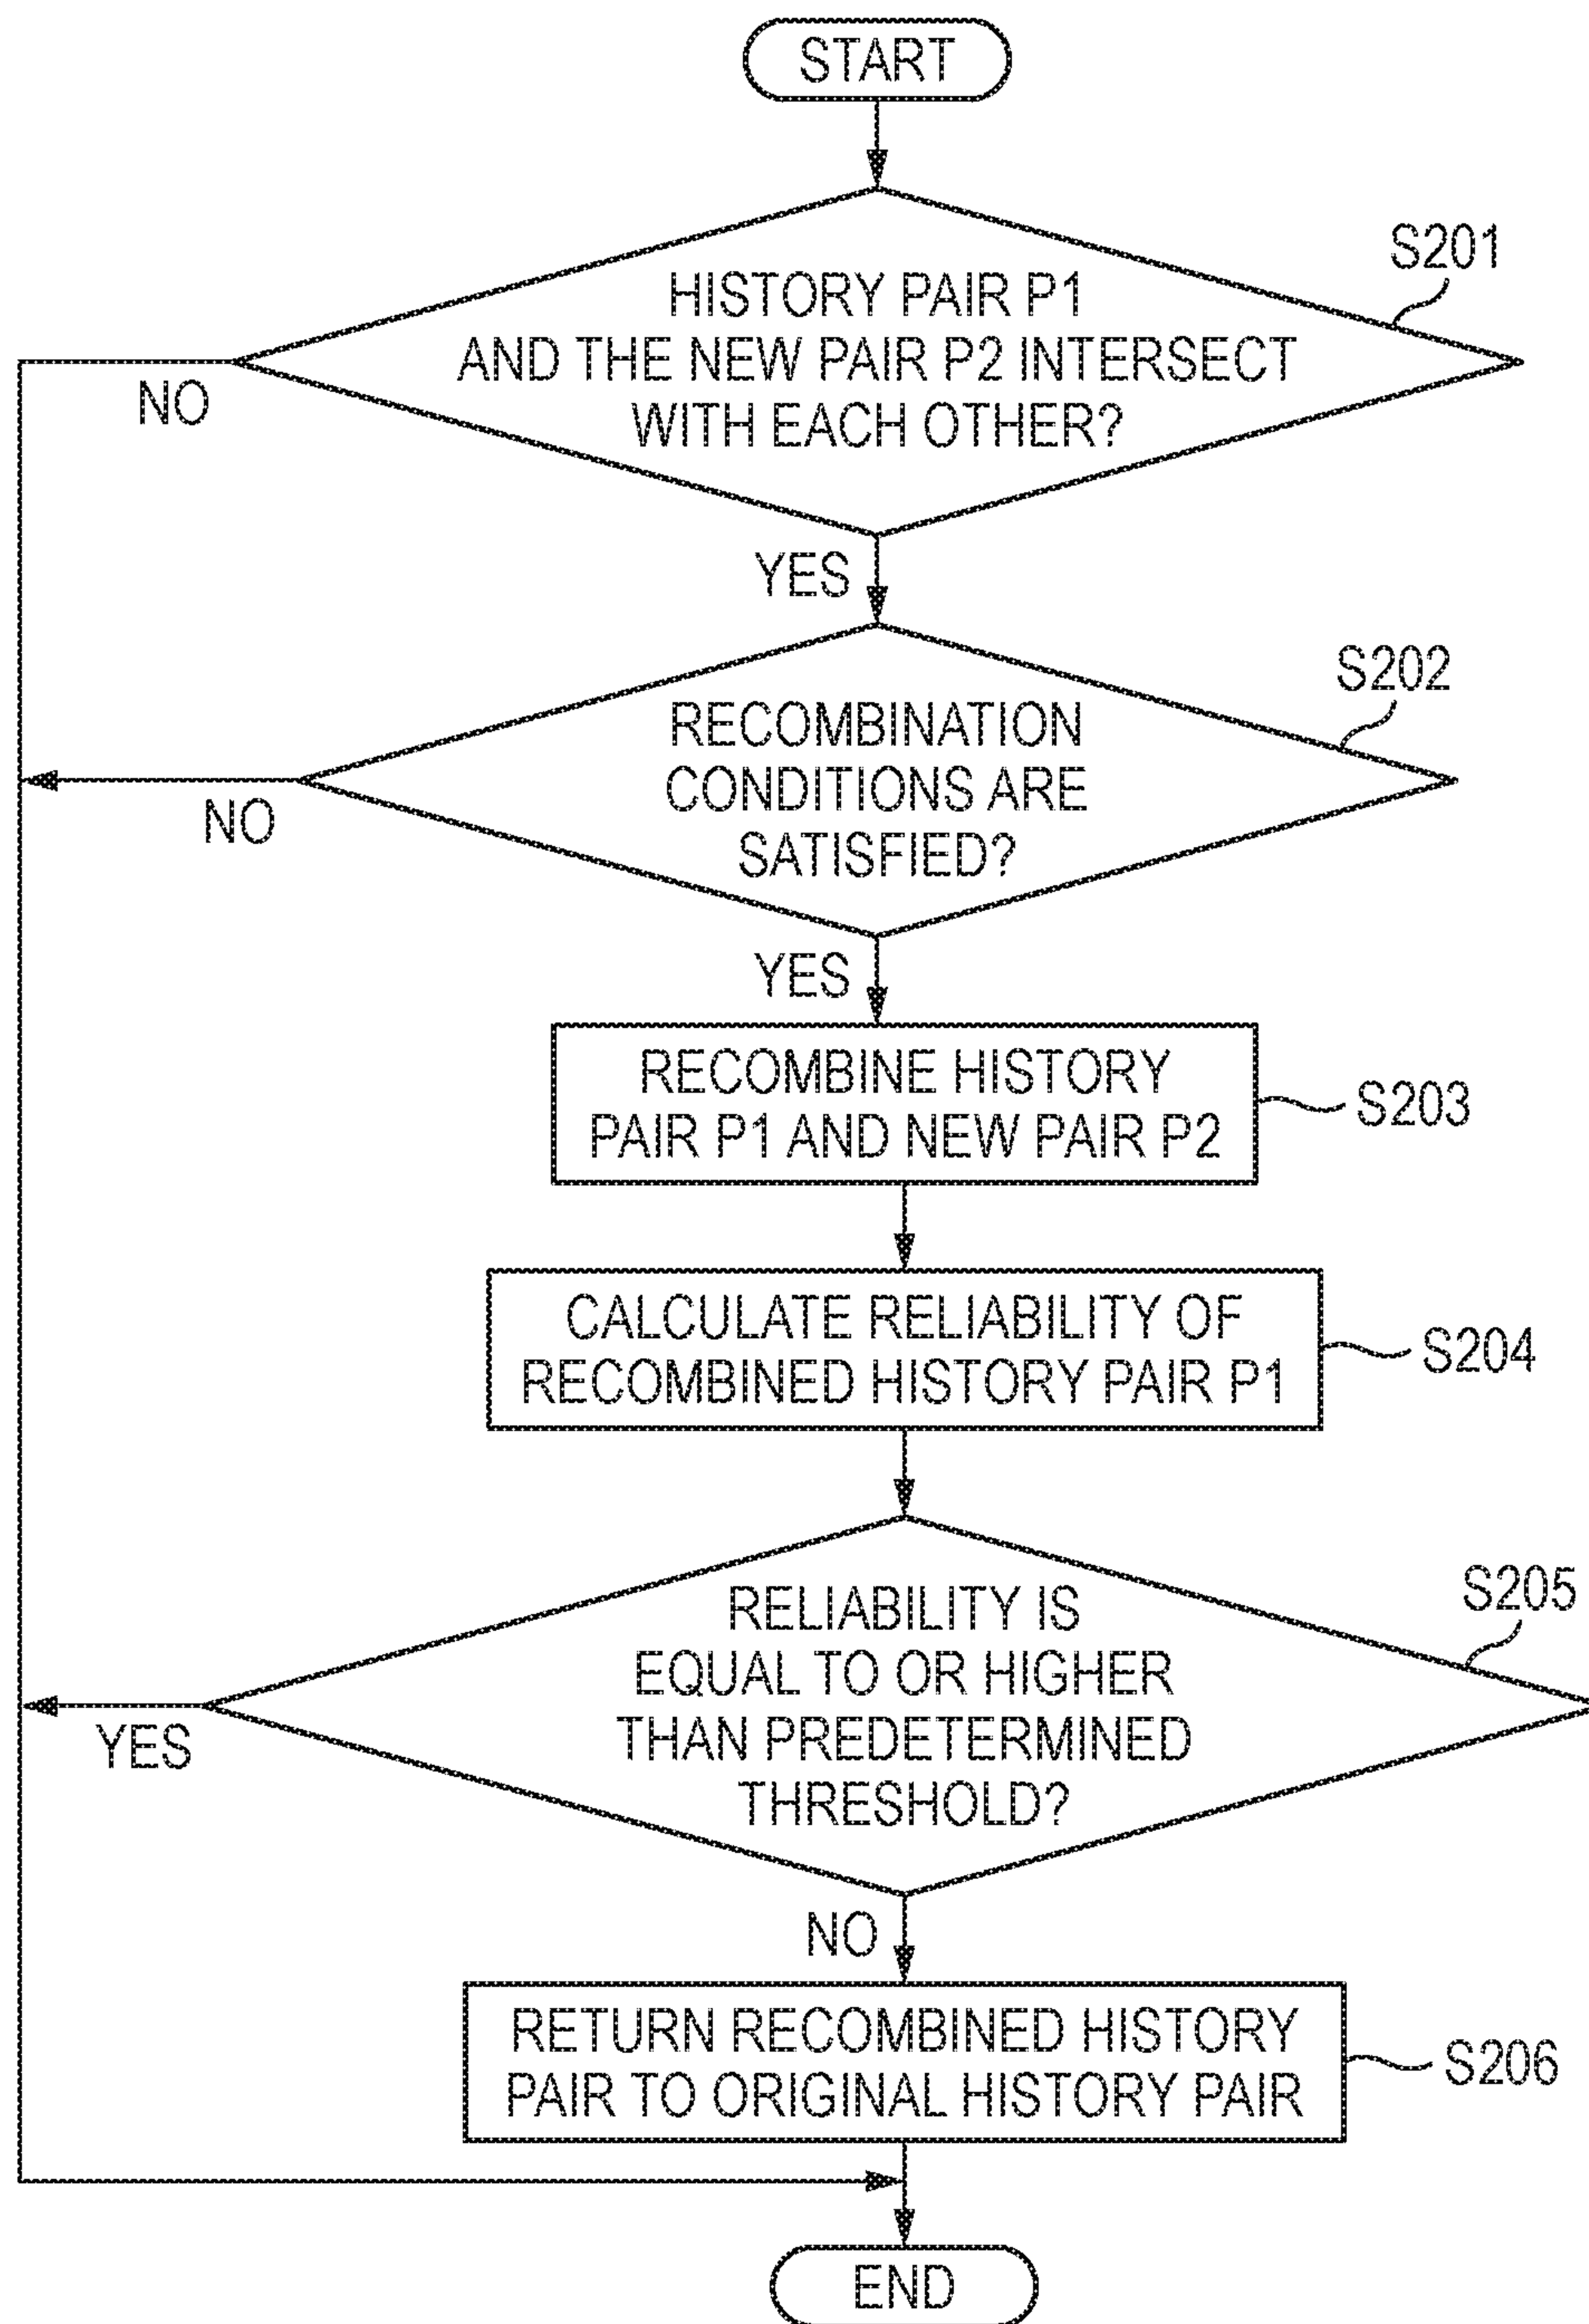 START
S201
HISTORY PAIR P1
AND THE NEW PAIR P2 INTERSECT
WITH EACH OTHER?
NO
YES
S202
RECOMBINATION
CONDITIONS ARE
SATISFIED?
NO
YES
RECOMBINE HISTORY
PAIR P1 AND NEW PAIR P2
S203
CALCULATE RELIABILITY OF
RECOMBINED HISTORY PAIR P1
S204
S205
RELIABILITY IS
EQUAL TO OR HIGHER
THAN PREDETERMINED
THRESHOLD?
YES
NO
RETURN RECOMBINED HISTORY
PAIR TO ORIGINAL HISTORY PAIR
S206
END